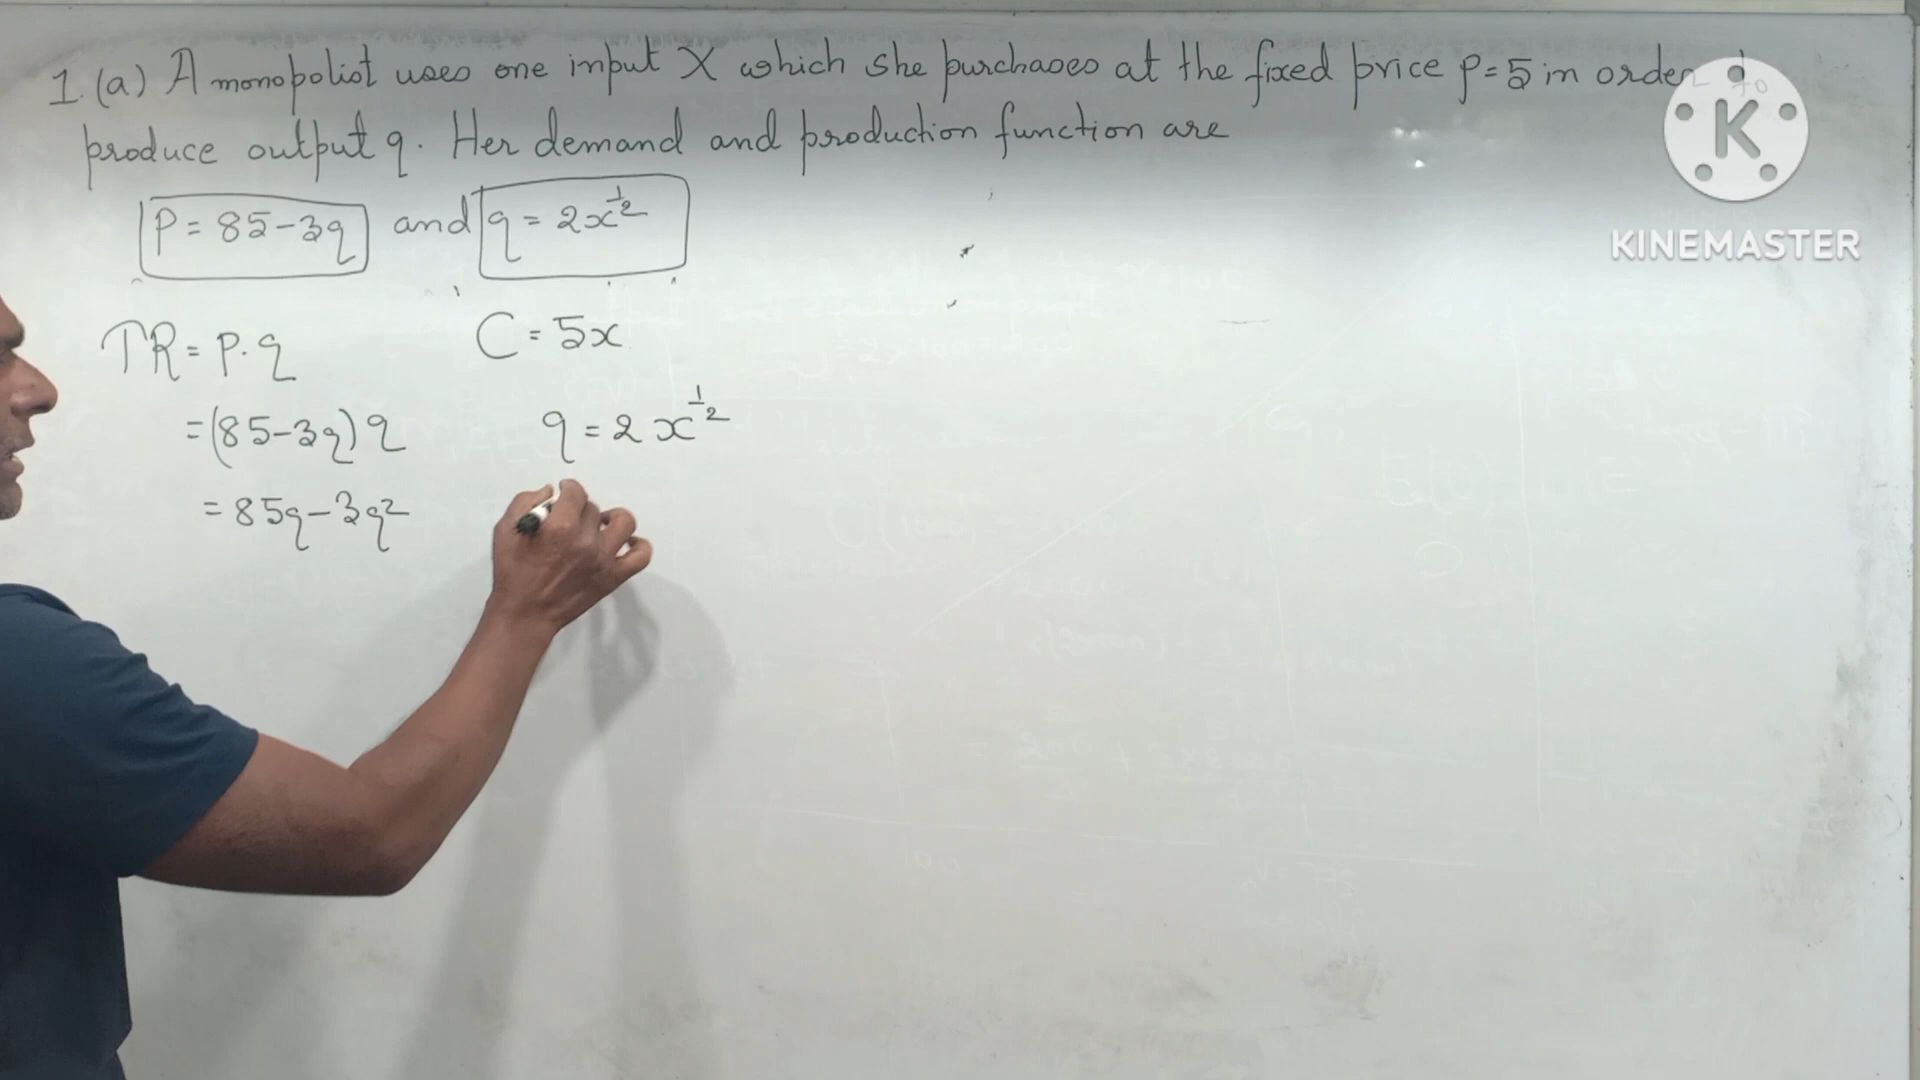 1. (a) A monopolist uses one input X which she purchases at the fixed price p=5 in order to
produce output q. Her demand and production function are
P = 85-3q and q = 2x^1/2
TR = P.q
= (85-3q) q
= 85q-3q²
C = 5x
q = 2x^1/2
K
KINEMASTER